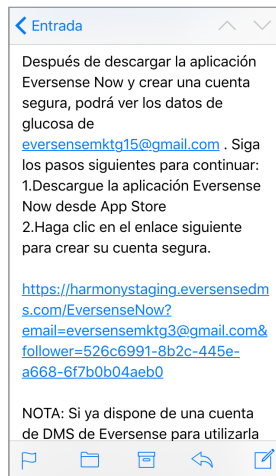 Entrada
Después de descargar la aplicación
Eversense Now y crear una cuenta
segura, podrá ver los datos de
glucosa de
eversensemktg15@gmail.com . Siga
los pasos siguientes para continuar:
1.Descargue la aplicación Eversense
Now desde App Store
2.Haga clic en el enlace siguiente
para crear su cuenta segura.
https://harmonystaging.eversensedm
s.com/EversenseNow?
email=eversensemktg3@gmail.com&
follower=526c6991-8b2c-445e-
a668-6f7b0b04aeb0
NOTA: Si ya dispone de una cuenta
de DMS de Eversense para utilizarla